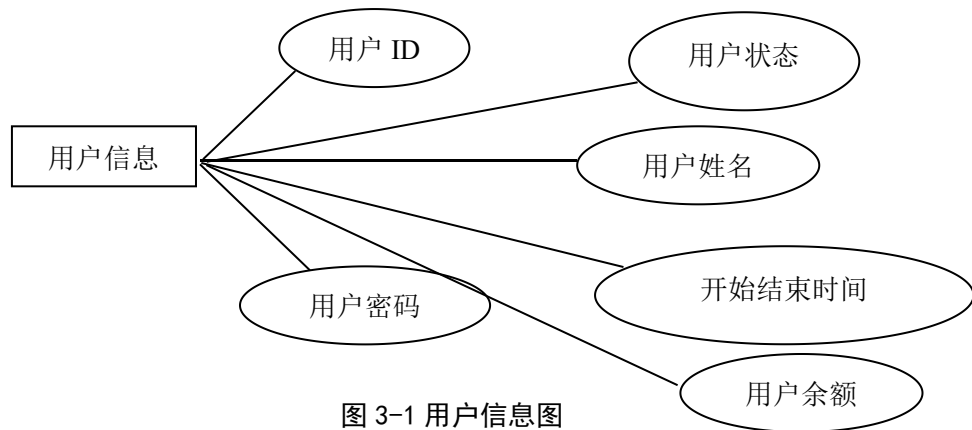 用户 ID
用户状态
用户信息
用户姓名
开始结束时间
用户密码
用户余额
图 3-1 用户信息图